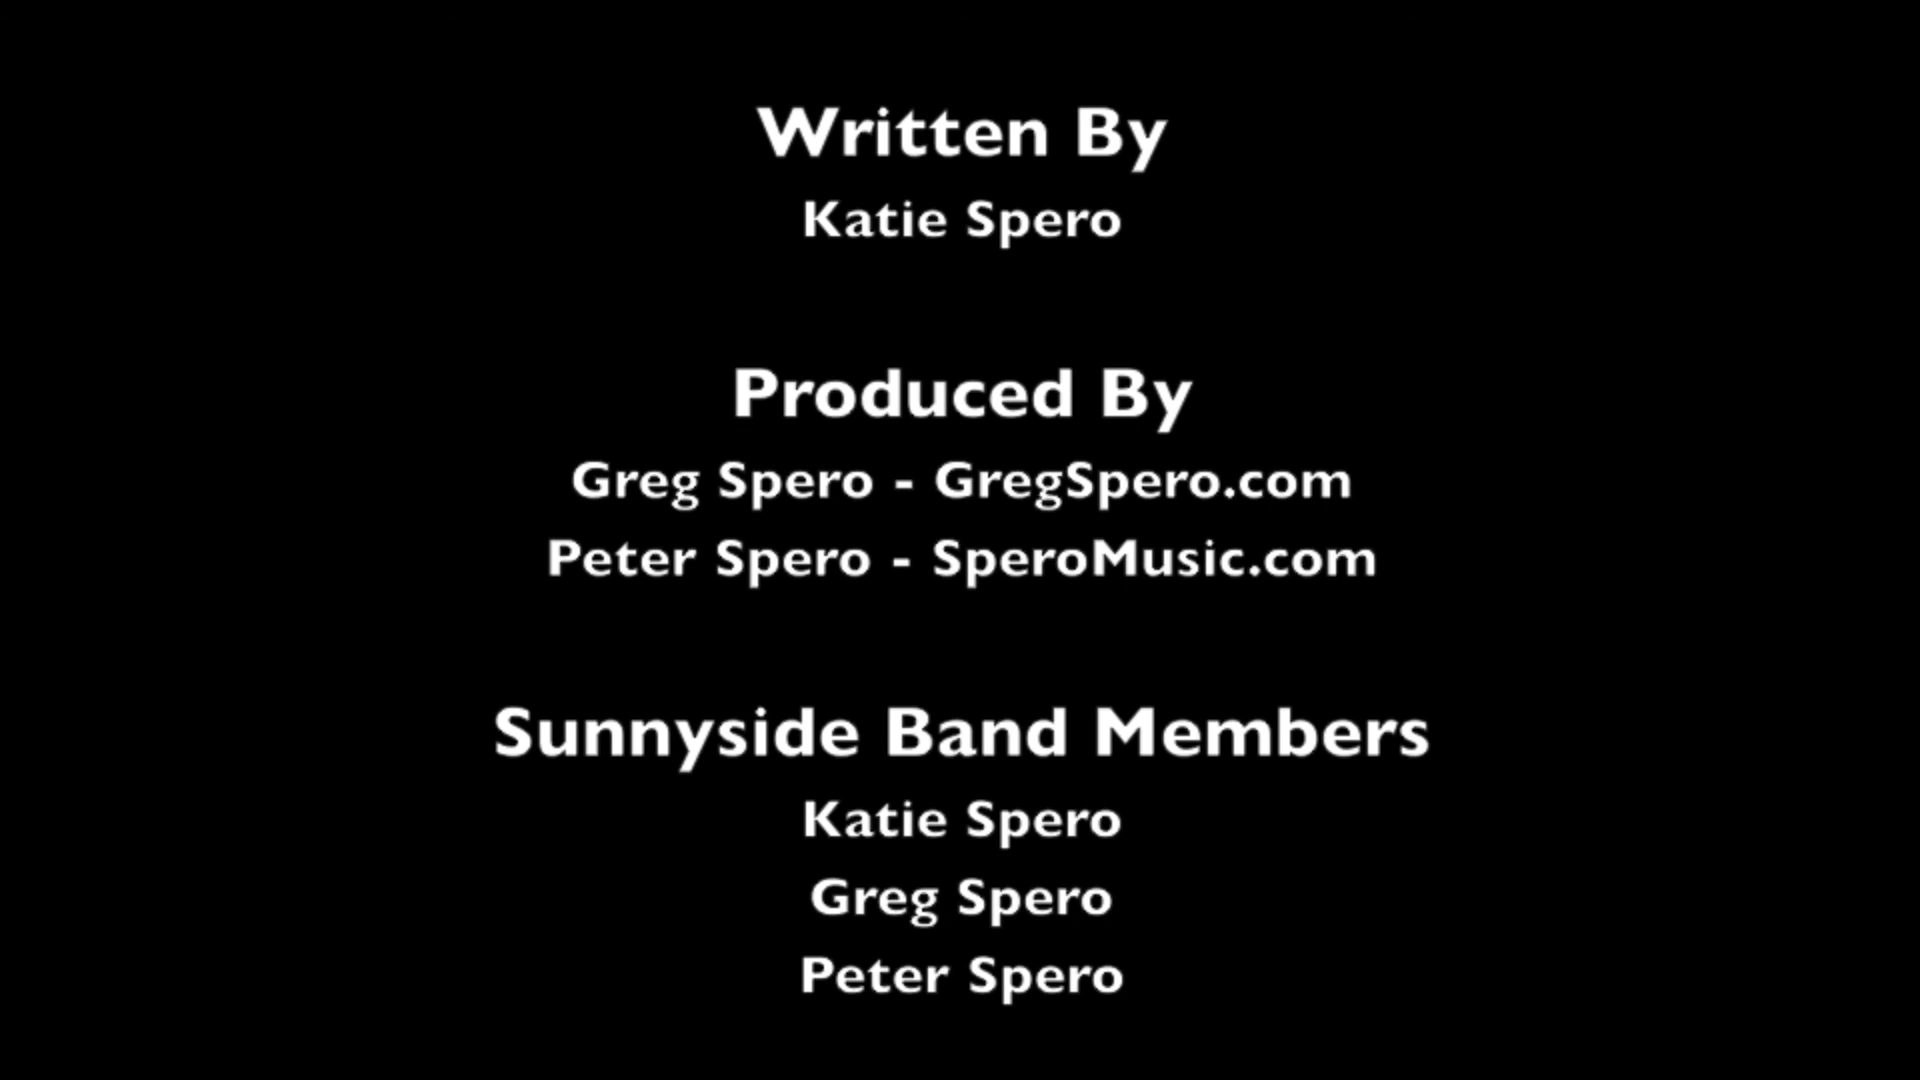 Written By
Katie Spero
Produced By
Greg Spero - GregSpero.com
Peter Spero - SperoMusic.com
Sunnyside Band Members
Katie Spero
Greg Spero
Peter Spero